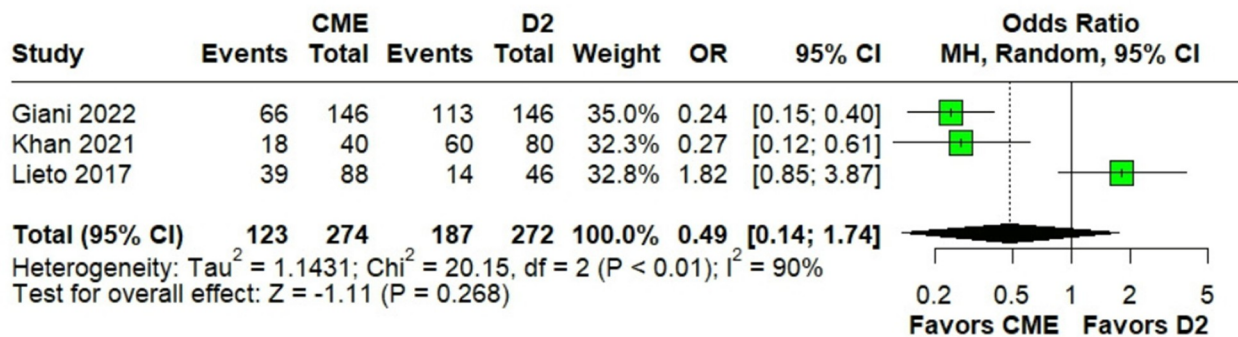 CME D2 Odds Ratio
Study Events Total Events Total Weight OR 95% CI MH, Random, 95% CI
Giani 2022 66 146 113 146 35.0% 0.24 [0.15; 0.40]
Khan 2021 18 40 60 80 32.3% 0.27 [0.12; 0.61]
Lieto 2017 39 88 14 46 32.8% 1.82 [0.85; 3.87]
Total (95% CI) 123 274 187 272 100.0% 0.49 [0.14; 1.74]
Heterogeneity: Tau² = 1.1431; Chi² = 20.15, df = 2 (P < 0.01); I² = 90%
Test for overall effect: Z = -1.11 (P = 0.268)
0.2 0.5 1 2 5
Favors CME Favors D2